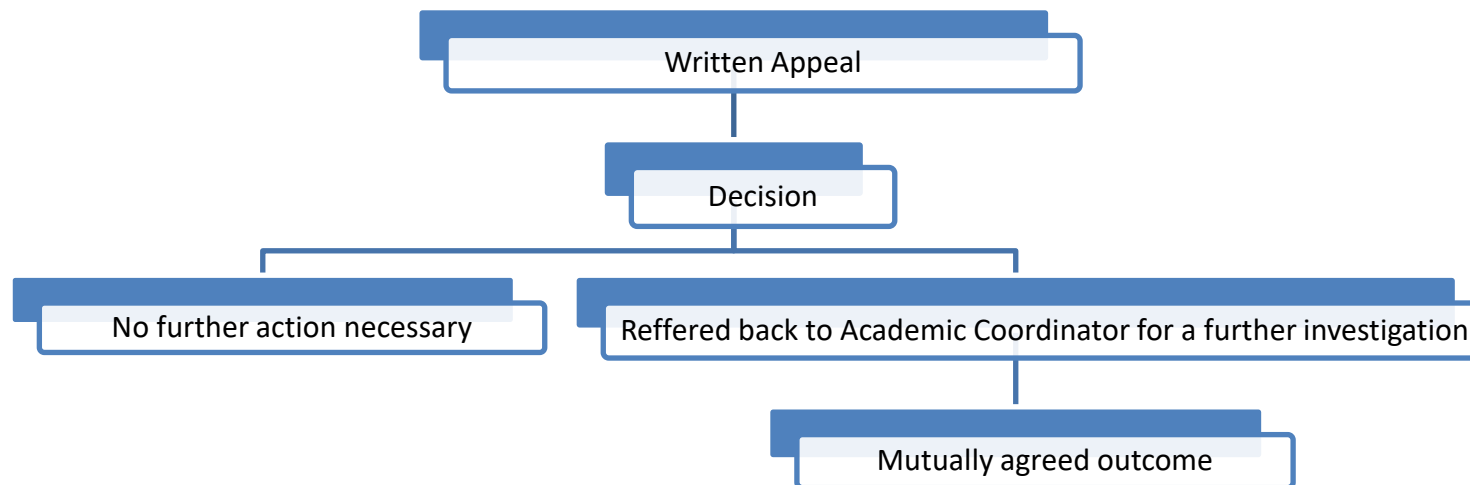 Written Appeal
Decision
No further action necessary
Reffered back to Academic Coordinator for a further investigation
Mutually agreed outcome